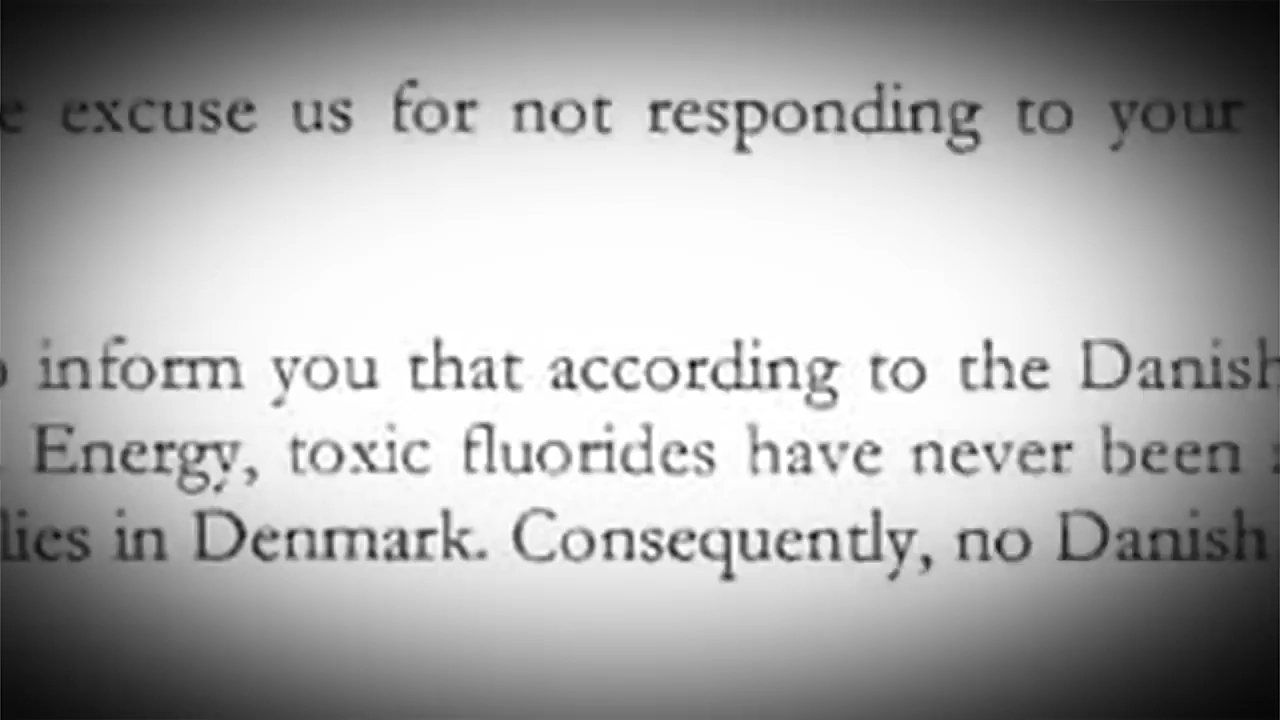 e excuse us for not responding to your
inform you that according to the Danish
Energy, toxic fluorides have never been
lies in Denmark. Consequently, no Danish